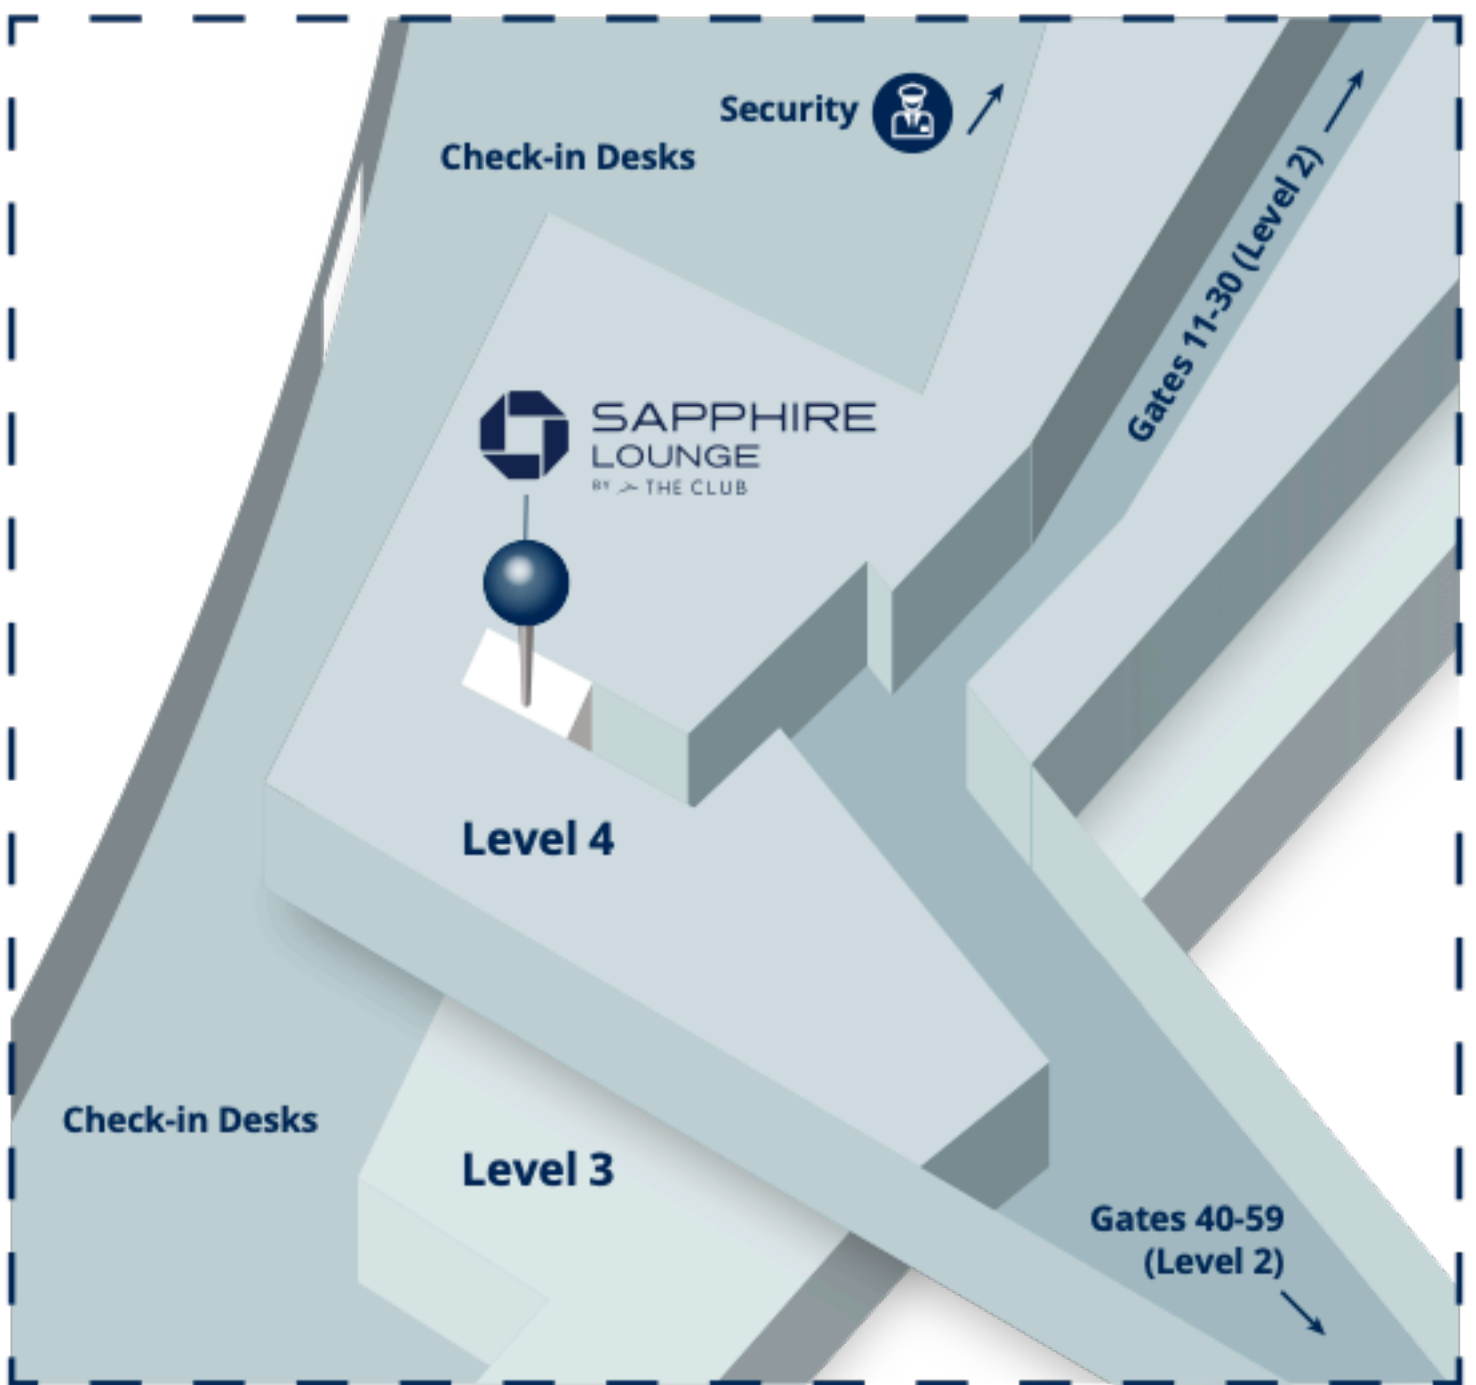 Security
Check-in Desks
Gates 11-30 (Level 2)
SAPPHIRE
LOUNGE
BY THE CLUB
Level 4
Check-in Desks
Level 3
Gates 40-59
(Level 2)